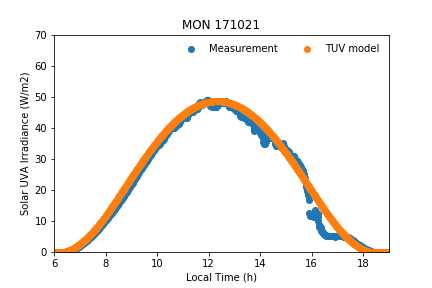 MON 171021
Measurement
TUV model
Solar UVA Irradiance (W/m2)
70
60
50
40
30
20
10
0
6 8 10 12 14 16 18
Local Time (h)